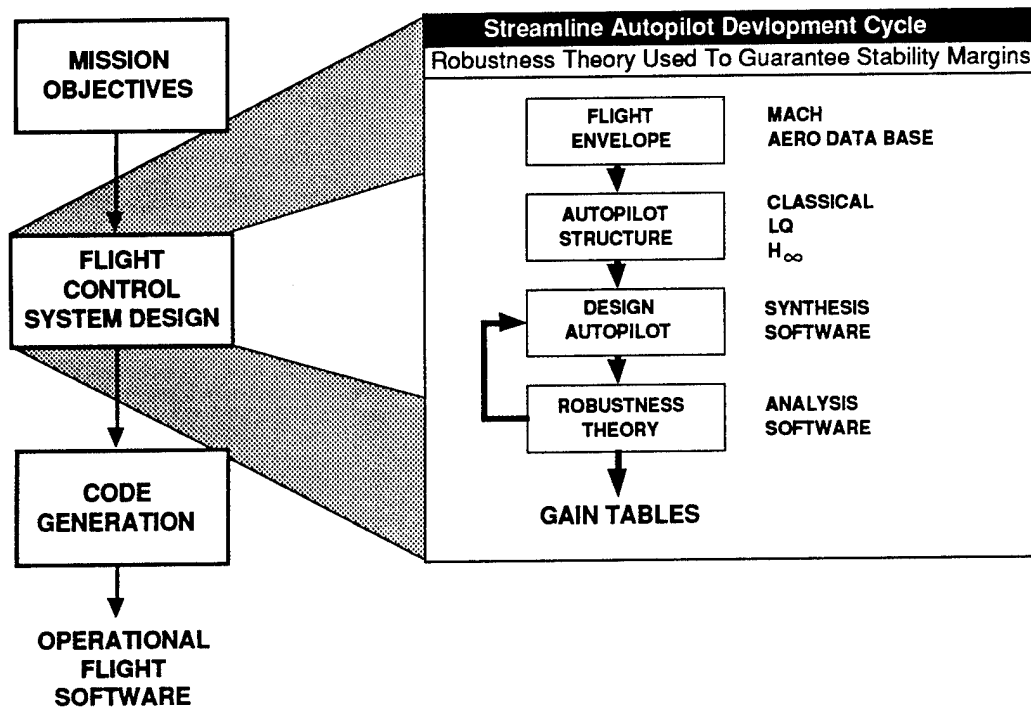 MISSION
OBJECTIVES
FLIGHT
CONTROL
SYSTEM DESIGN
CODE
GENERATION
OPERATIONAL
FLIGHT
SOFTWARE
Streamline Autopilot Devlopment Cycle
Robustness Theory Used To Guarantee Stability Margins
FLIGHT
ENVELOPE
MACH
AERO DATA BASE
AUTOPILOT
STRUCTURE
CLASSICAL
LQ
H∞
DESIGN
AUTOPILOT
SYNTHESIS
SOFTWARE
ROBUSTNESS
THEORY
ANALYSIS
SOFTWARE
GAIN TABLES